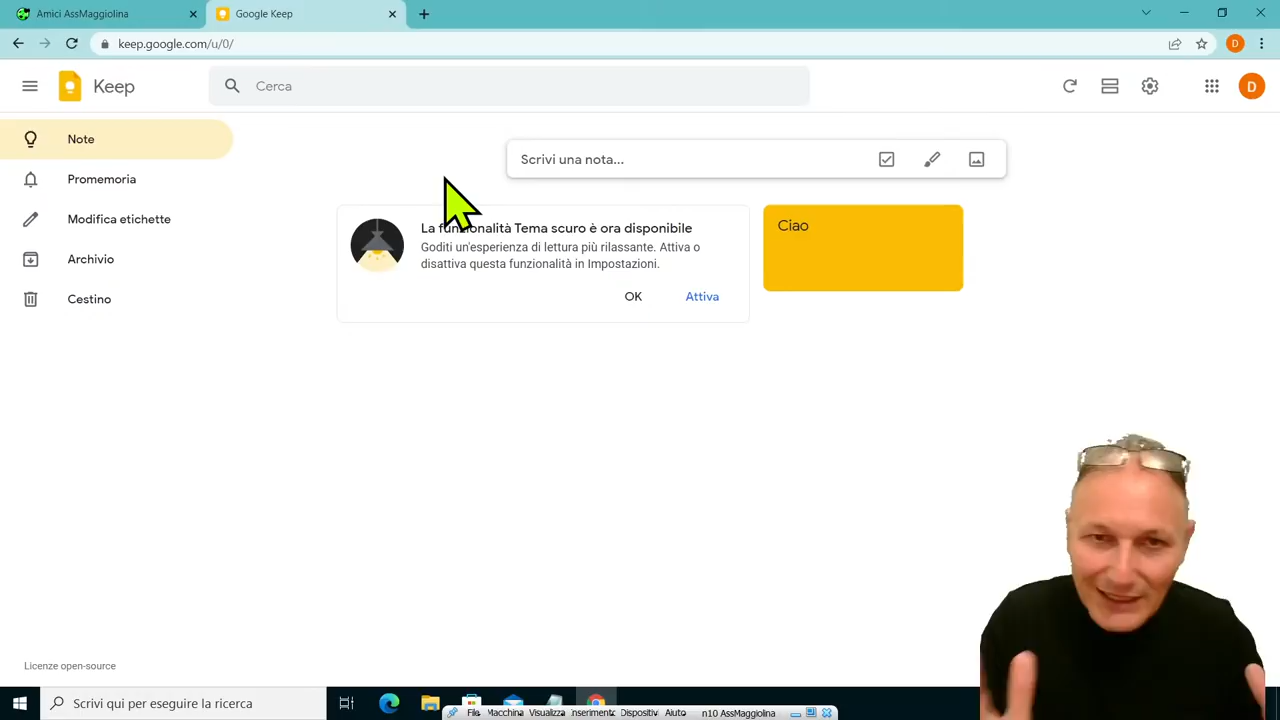 Amici AssMaggiolina
Google Keep
keep.google.com/u/0/
D
Keep
Cerca
D
Note
Promemoria
Modifica etichette
Archivio
Cestino
Scrivi una nota...
La funzionalità Tema scuro è ora disponibile
Goditi un'esperienza di lettura più rilassante. Attiva o
disattiva questa funzionalità in Impostazioni.
OK
Attiva
Ciao
Licenze open-source
Scrivi qui per eseguire la ricerca
File Macchina Visualizza Inserimento Dispositivi Aiuto n10 AssMaggiolina